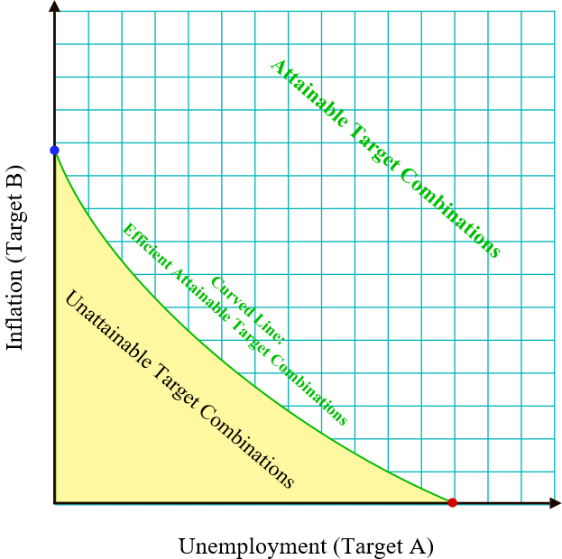 Attainable Target Combinations
Curved Line:
Efficient Attainable Target Combinations
Unattainable Target Combinations
Inflation (Target B)
Unemployment (Target A)